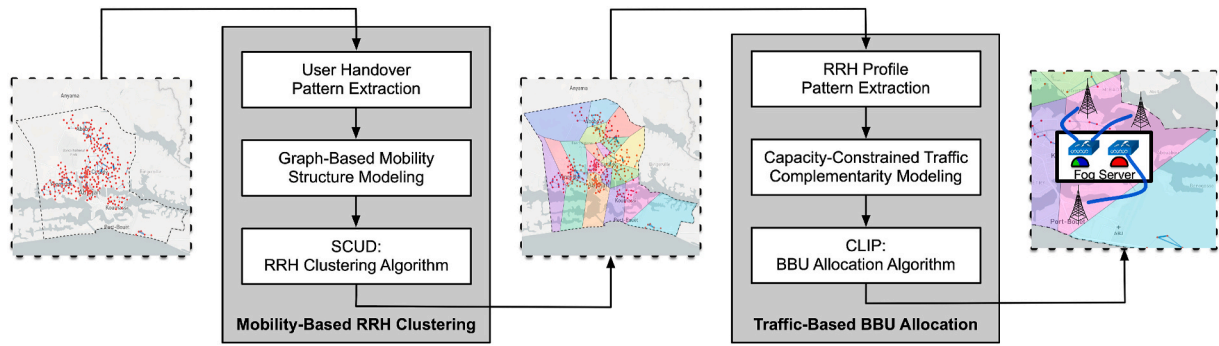 Anyama
User Handover
Pattern Extraction
Graph-Based Mobility
Structure Modeling
SCUD:
RRH Clustering Algorithm
Mobility-Based RRH Clustering
Anyama
RRH Profile
Pattern Extraction
Capacity-Constrained Traffic
Complementarity Modeling
CLIP:
BBU Allocation Algorithm
Traffic-Based BBU Allocation
Fog Server